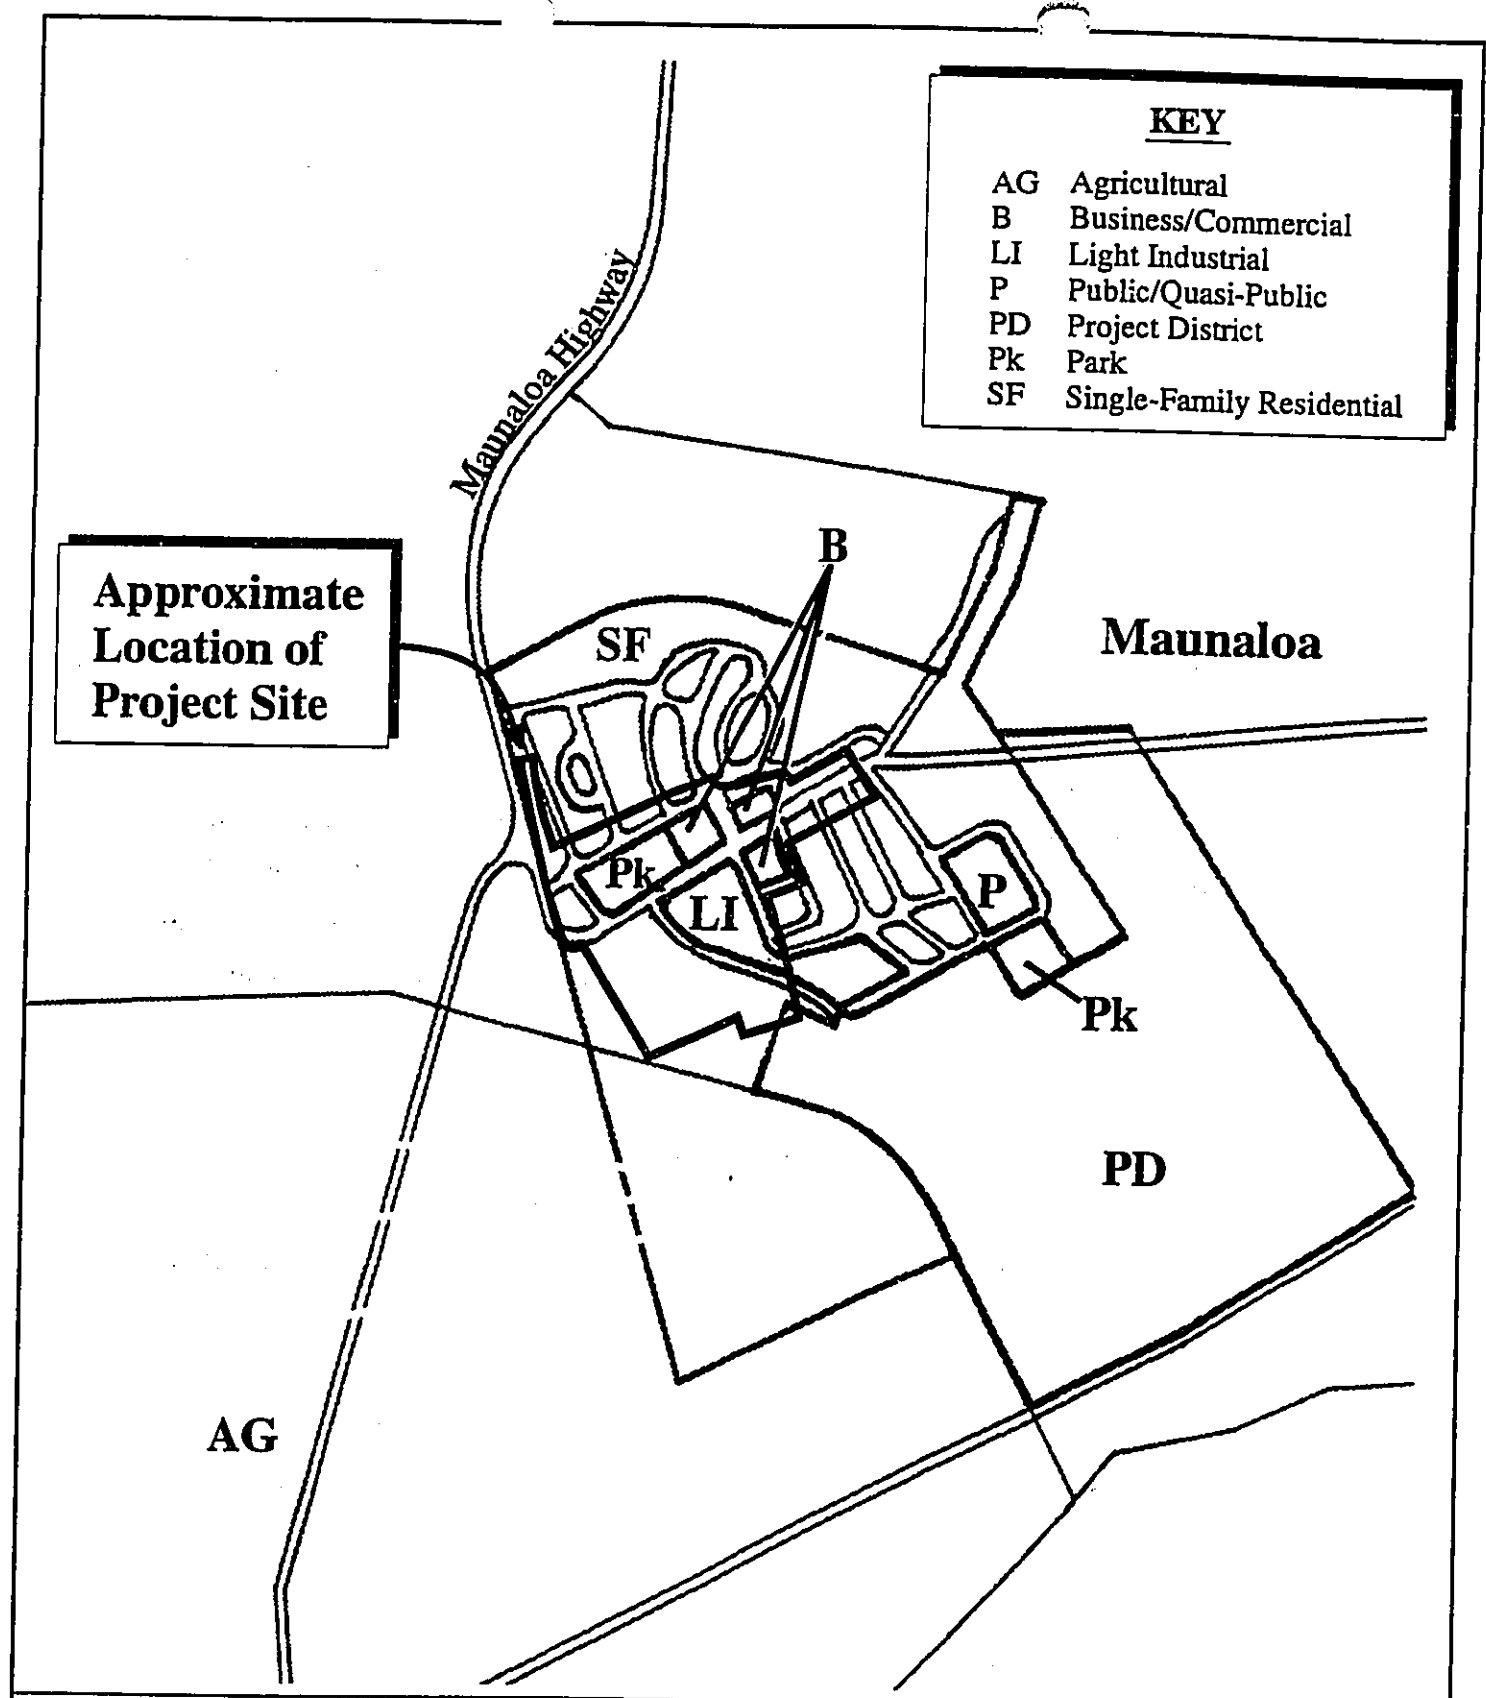 KEY
AG Agricultural
B Business/Commercial
LI Light Industrial
P Public/Quasi-Public
PD Project District
Pk Park
SF Single-Family Residential
Maunaloa Highway
B
Approximate
Location of
Project Site
SF
Maunaloa
Pk
LI
P
Pk
PD
AG